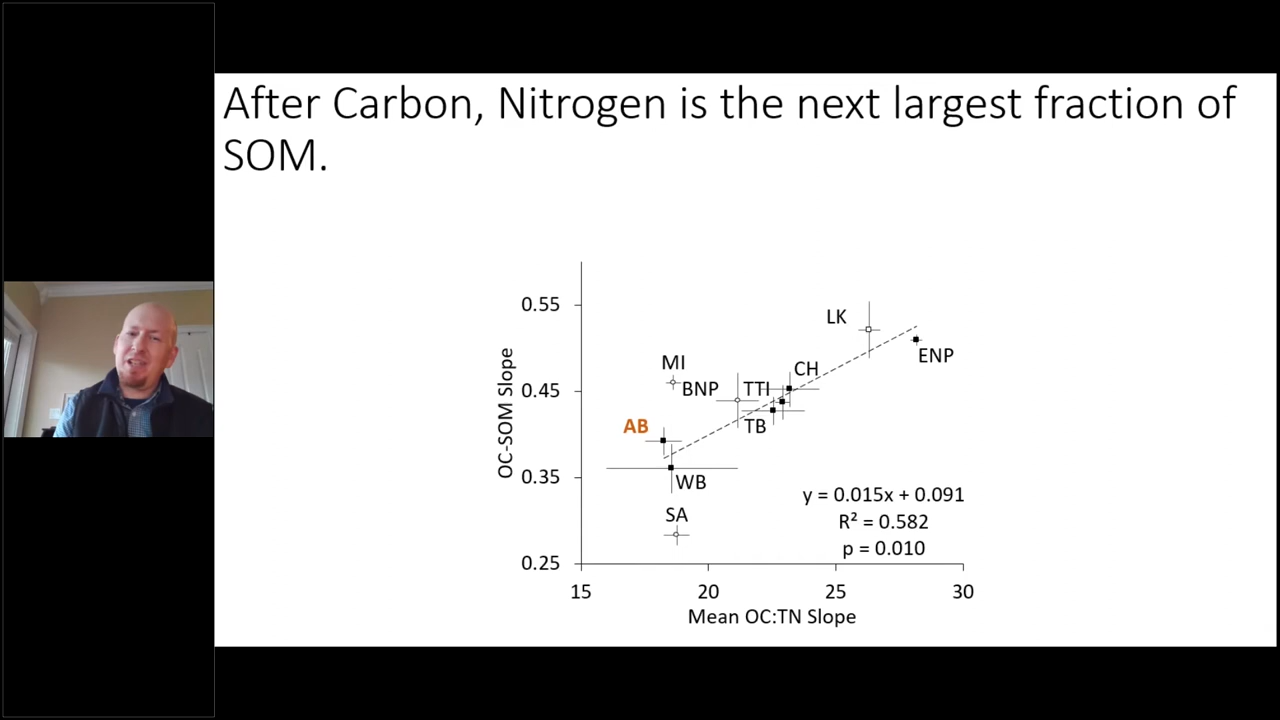 After Carbon, Nitrogen is the next largest fraction of
SOM.
OC-SOM Slope
0.55
0.45
0.35
0.25
LK
ENP
MI
BNP
TTI
CH
AB
TB
WB
SA
y = 0.015x + 0.091
R² = 0.582
p = 0.010
15
20
25
30
Mean OC:TN Slope